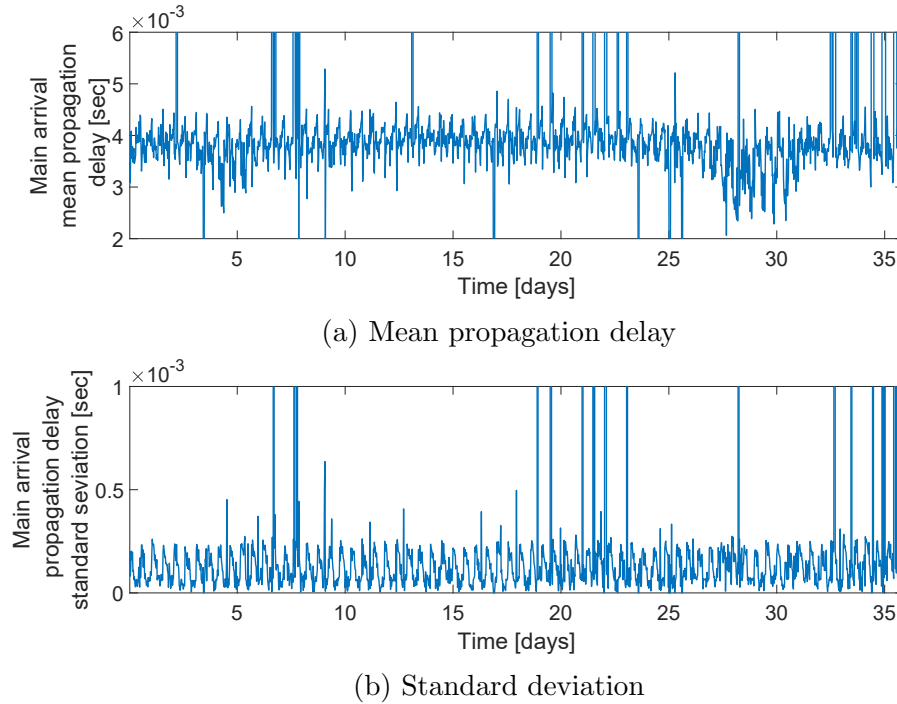 ×10⁻³
6
5
4
3
2
Main arrival
mean propagation
delay [sec]
5 10 15 20 25 30 35
Time [days]
(a) Mean propagation delay
×10⁻³
1
0.5
0
Main arrival
propagation delay
standard seviation [sec]
5 10 15 20 25 30 35
Time [days]
(b) Standard deviation